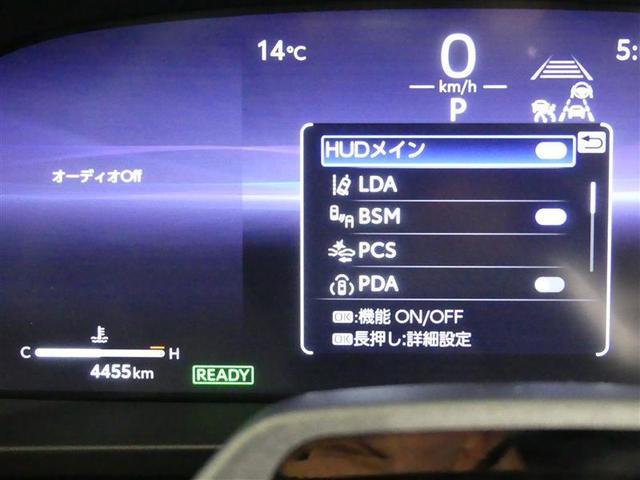 14℃
0
km/h
P
5:
オーディオOff
HUDメイン
LDA
BSM
PCS
PDA
OK:機能 ON/OFF
OK長押し:詳細設定
C
H
4455km
READY